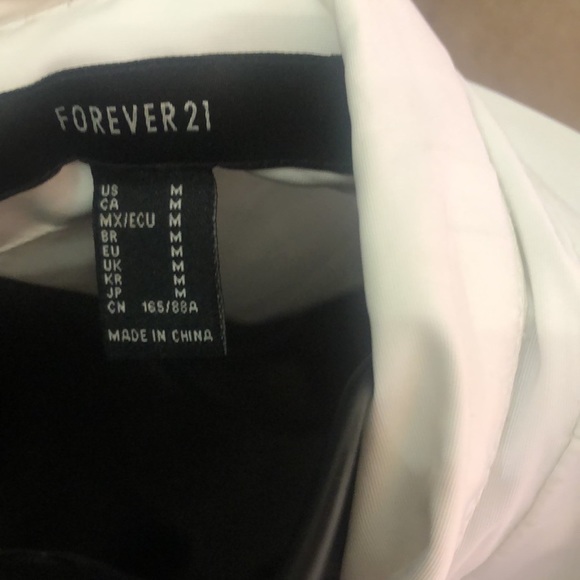 FOREVER 21
US M
CA M
MX/ECU M
BR M
EU M
UK M
KR M
JP M
CN 165/88A
MADE IN CHINA